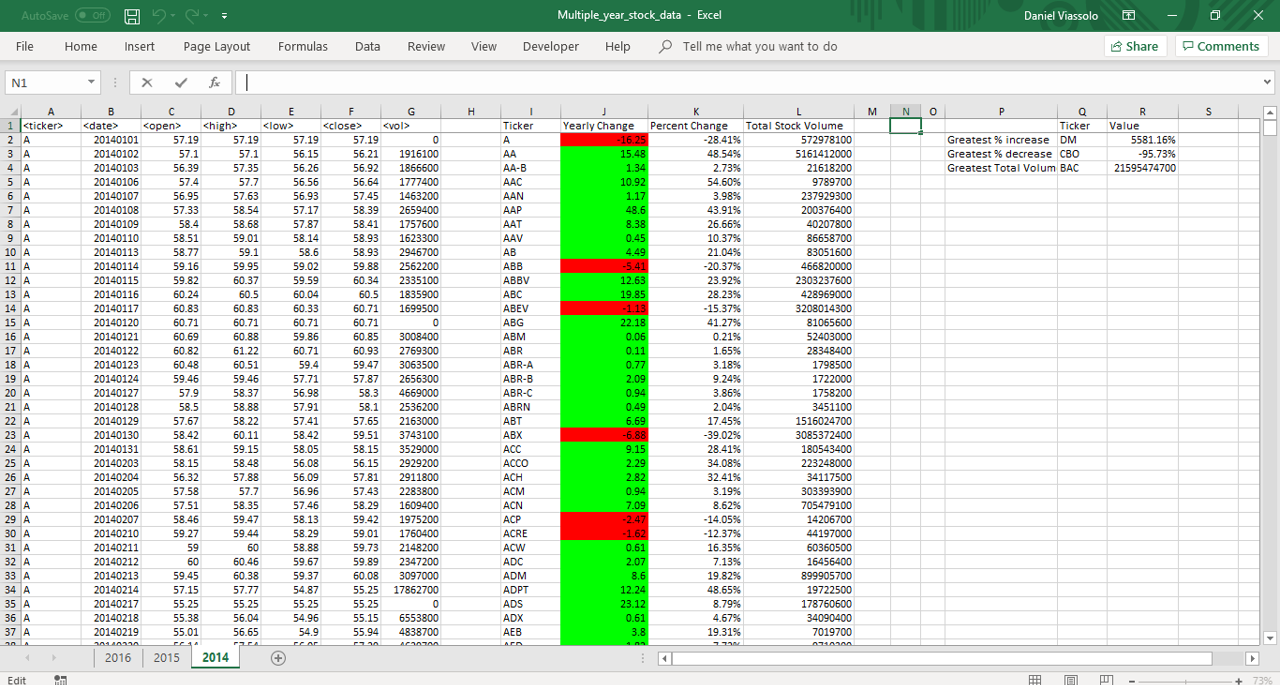 AutoSave Off Multiple_year_stock_data - Excel Daniel Viassolo
File Home Insert Page Layout Formulas Data Review View Developer Help Tell me what you want to do Share Comments
N1 fx
A B C D E F G H I J K L M N O P Q R S
1 <ticker> <date> <open> <high> <low> <close> <vol> Ticker Yearly Change Percent Change Total Stock Volume Ticker Value
2 A 20140101 57.19 57.19 57.19 57.19 0 A -16.25 -28.41% 572978100 Greatest % increase DM 5581.16%
3 A 20140102 57.1 57.1 56.15 56.21 1916100 AA 15.48 48.54% 5161412000 Greatest % decrease CBO -95.73%
4 A 20140103 56.39 57.35 56.26 56.92 1866600 AA-B 1.34 2.73% 21618200 Greatest Total Volum BAC 21595474700
5 A 20140106 57.4 57.7 56.56 56.64 1777400 AAC 10.92 54.60% 9789700
6 A 20140107 56.95 57.63 56.93 57.45 1463200 AAN 1.17 3.98% 237929300
7 A 20140108 57.33 58.54 57.17 58.39 2659400 AAP 48.6 43.91% 200376400
8 A 20140109 58.4 58.68 57.87 58.41 1757600 AAT 8.38 26.66% 40207800
9 A 20140110 58.51 59.01 58.14 58.93 1623300 AAV 0.45 10.37% 86658700
10 A 20140113 58.77 59.1 58.6 58.93 2946700 AB 4.49 21.04% 83051600
11 A 20140114 59.16 59.95 59.02 59.88 2562200 ABB -5.41 -20.37% 466820000
12 A 20140115 59.82 60.37 59.59 60.34 2335100 ABBV 12.63 23.92% 2303237600
13 A 20140116 60.24 60.5 60.04 60.5 1835900 ABC 19.85 28.23% 428969000
14 A 20140117 60.83 60.83 60.33 60.71 1699500 ABEV -1.13 -15.37% 3208014300
15 A 20140120 60.71 60.71 60.71 60.71 0 ABG 22.18 41.27% 81065600
16 A 20140121 60.69 60.88 59.86 60.85 3008400 ABM 0.06 0.21% 52403000
17 A 20140122 60.82 61.22 60.71 60.93 2769300 ABR 0.11 1.65% 28348400
18 A 20140123 60.48 60.51 59.4 59.47 3063500 ABR-A 0.77 3.18% 1798500
19 A 20140124 59.46 59.46 57.71 57.87 2656300 ABR-B 2.09 9.24% 1722000
20 A 20140127 57.9 58.37 56.98 58.3 4669000 ABR-C 0.94 3.86% 1758200
21 A 20140128 58.5 58.88 57.91 58.1 2536200 ABRN 0.49 2.04% 3451100
22 A 20140129 57.67 58.22 57.41 57.65 2163000 ABT 6.69 17.45% 1516024700
23 A 20140130 58.42 60.11 58.42 59.51 3743100 ABX -6.88 -39.02% 3085372400
24 A 20140131 58.61 59.15 58.05 58.15 3529000 ACC 9.15 28.41% 180543400
25 A 20140203 58.15 58.48 56.08 56.15 2929200 ACCO 2.29 34.08% 223248000
26 A 20140204 56.32 57.88 56.09 57.81 2911800 ACH 2.82 32.41% 34117500
27 A 20140205 57.58 57.7 56.96 57.43 2283800 ACM 0.94 3.19% 303393900
28 A 20140206 57.51 58.35 57.46 58.29 1609400 ACN 7.09 8.62% 705479100
29 A 20140207 58.46 59.47 58.13 59.42 1975200 ACP -2.47 -14.05% 14206700
30 A 20140210 59.27 59.44 58.29 59.01 1760400 ACRE -1.62 -12.37% 44197000
31 A 20140211 59 60 58.88 59.73 2148200 ACW 0.61 16.35% 60360500
32 A 20140212 60 60.46 59.67 59.89 2347200 ADC 2.07 7.13% 16456400
33 A 20140213 59.45 60.38 59.37 60.08 3097000 ADM 8.6 19.82% 899905700
34 A 20140214 57.15 57.77 54.87 55.25 17862700 ADPT 12.24 48.65% 19722500
35 A 20140217 55.25 55.25 55.25 55.25 0 ADS 23.12 8.79% 178760600
36 A 20140218 55.38 56.04 54.96 55.15 6553800 ADX 0.61 4.67% 34090400
37 A 20140219 55.01 56.65 54.9 55.94 4838700 AEB 3.8 19.31% 7019700
2016 2015 2014
Edit 73%